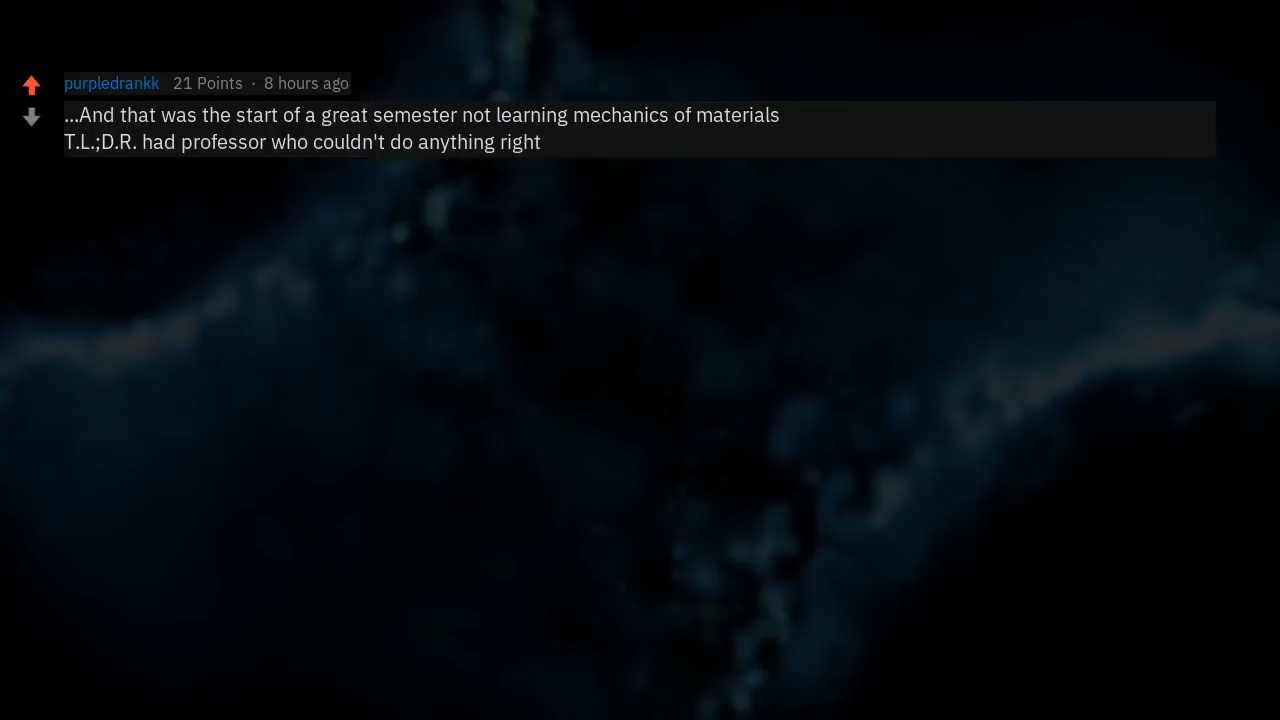 purpledrankk 21 Points · 8 hours ago
...And that was the start of a great semester not learning mechanics of materials
T.L.;D.R. had professor who couldn't do anything right